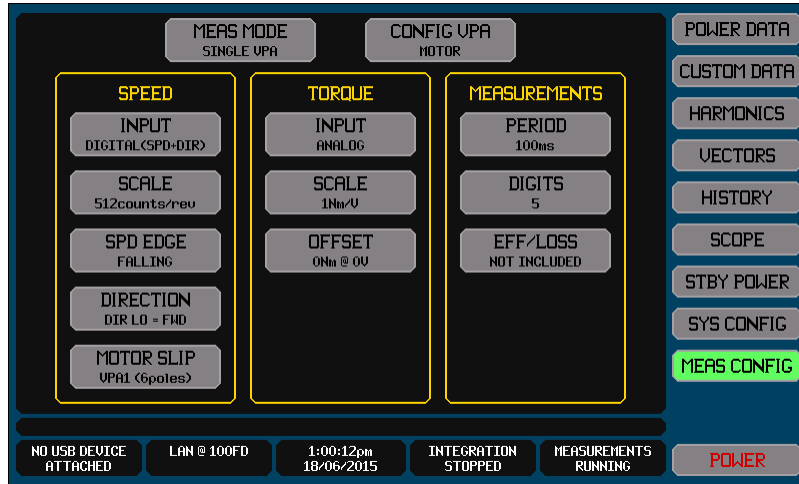 MEAS MODE
SINGLE VPA
CONFIG VPA
MOTOR
SPEED
INPUT
DIGITAL(SPD+DIR)
SCALE
512counts/rev
SPD EDGE
FALLING
DIRECTION
DIR LO = FWD
MOTOR SLIP
VPA1 (6poles)
TORQUE
INPUT
ANALOG
SCALE
1Nm/V
OFFSET
0Nm @ 0V
MEASUREMENTS
PERIOD
100ms
DIGITS
5
EFF/LOSS
NOT INCLUDED
POWER DATA
CUSTOM DATA
HARMONICS
VECTORS
HISTORY
SCOPE
STBY POWER
SYS CONFIG
MEAS CONFIG
POWER
NO USB DEVICE
ATTACHED
LAN @ 100FD
1:00:12pm
18/06/2015
INTEGRATION
STOPPED
MEASUREMENTS
RUNNING